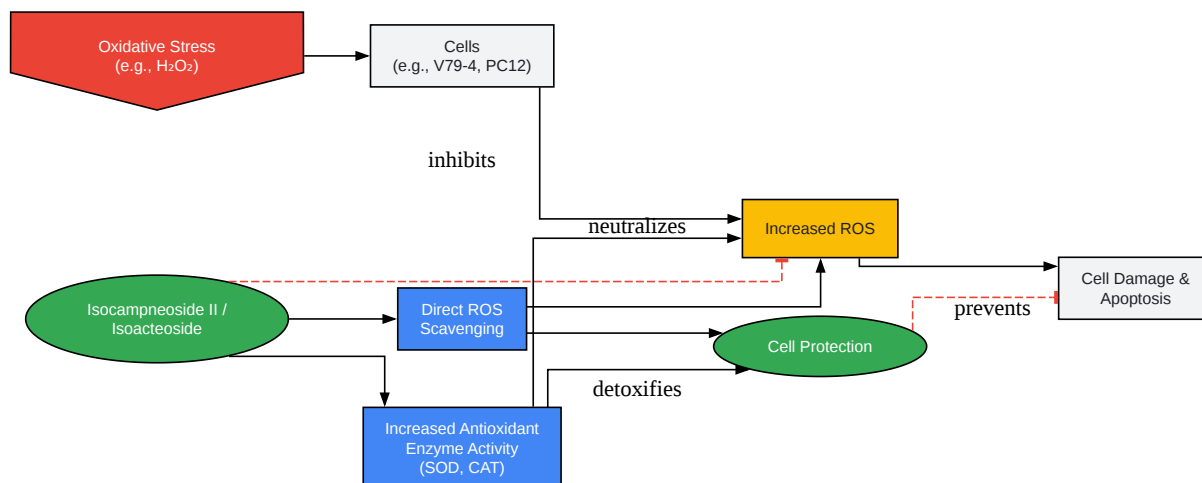 Oxidative Stress
(e.g., H₂O₂)
Cells
(e.g., V79-4, PC12)
inhibits
neutralizes
Increased ROS
Isocampneoside II /
Isoacteoside
Direct ROS
Scavenging
Cell Damage &
Apoptosis
prevents
Cell Protection
detoxifies
Increased Antioxidant
Enzyme Activity
(SOD, CAT)